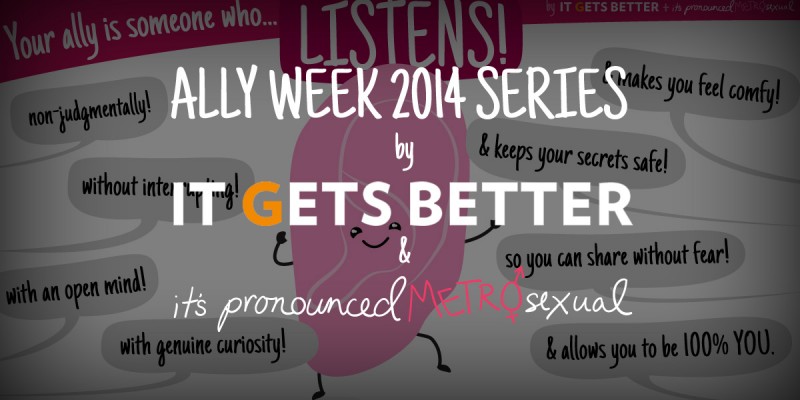 Your ally is someone who...
LISTENS!
by IT GETS BETTER + it's pronounced METROsexual
ALLY WEEK 2014 SERIES
by
IT GETS BETTER
&
it's pronounced METROsexual
non-judgmentally!
without interrupting!
with an open mind!
with genuine curiosity!
& makes you feel comfy!
& keeps your secrets safe!
so you can share without fear!
& allows you to be 100% YOU.